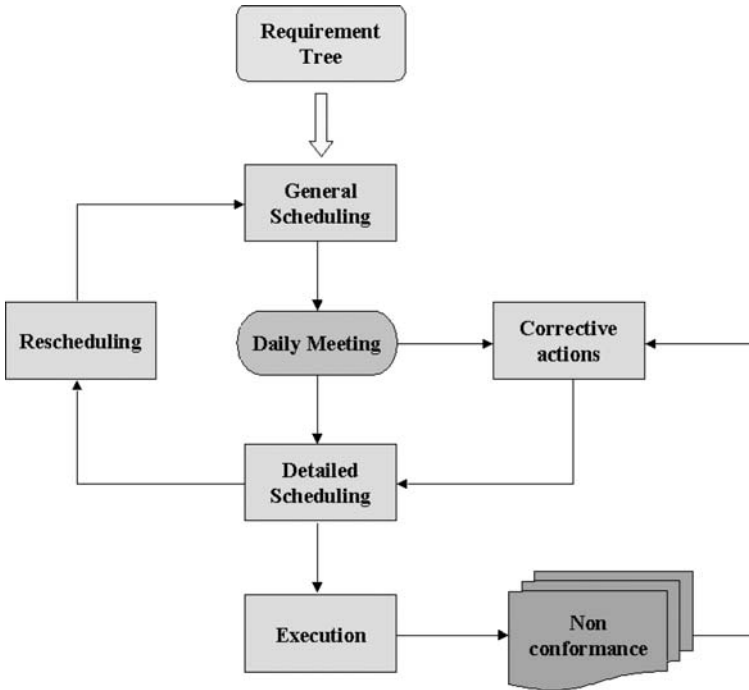 Requirement
Tree
General
Scheduling
Rescheduling
Daily Meeting
Corrective
actions
Detailed
Scheduling
Execution
Non
conformance